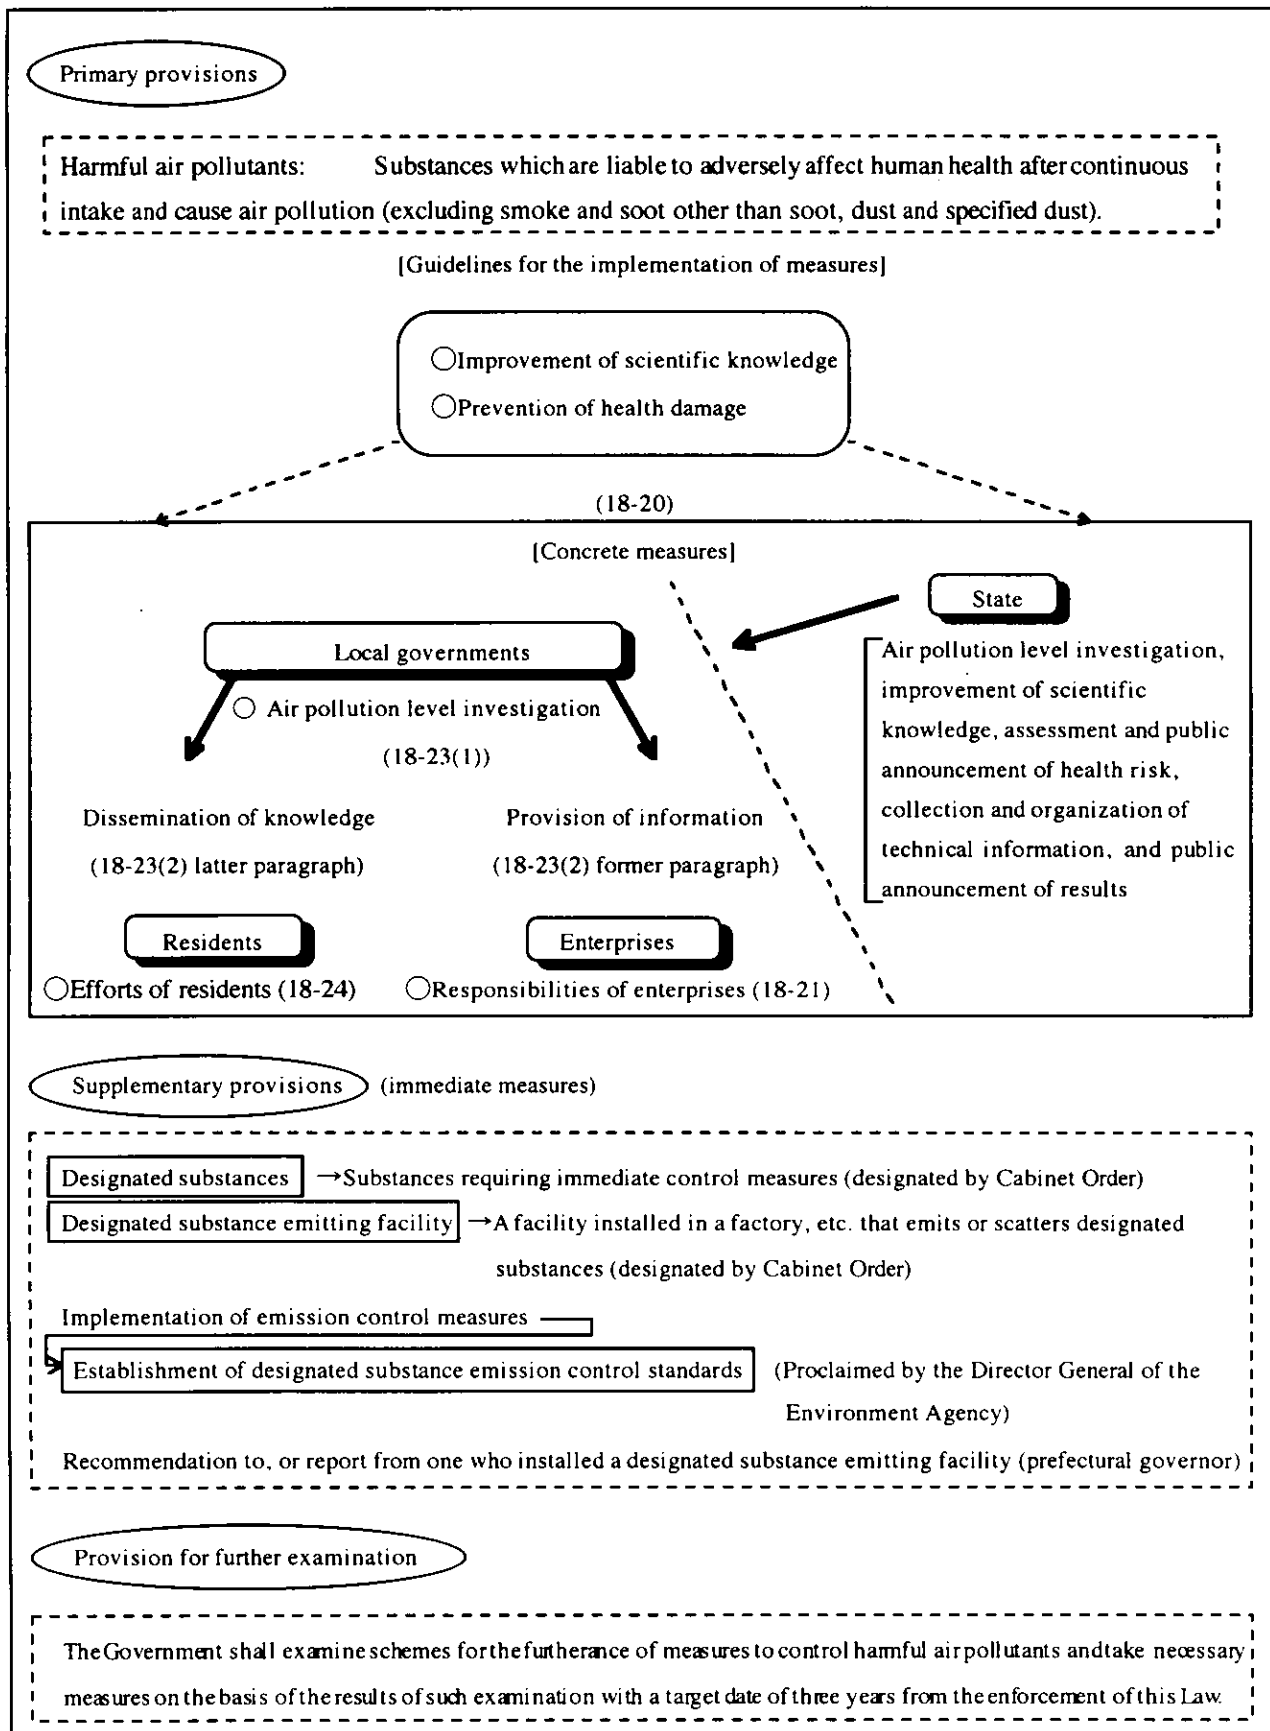 Primary provisions
Harmful air pollutants: Substances which are liable to adversely affect human health after continuous
intake and cause air pollution (excluding smoke and soot other than soot, dust and specified dust).
[Guidelines for the implementation of measures]
○Improvement of scientific knowledge
○Prevention of health damage
(18-20)
[Concrete measures]
State
Air pollution level investigation,
improvement of scientific
knowledge, assessment and public
announcement of health risk,
collection and organization of
technical information, and public
announcement of results
Local governments
○ Air pollution level investigation
(18-23(1))
Dissemination of knowledge
(18-23(2) latter paragraph)
Provision of information
(18-23(2) former paragraph)
Residents
○Efforts of residents (18-24)
Enterprises
○Responsibilities of enterprises (18-21)
Supplementary provisions (immediate measures)
Designated substances →Substances requiring immediate control measures (designated by Cabinet Order)
Designated substance emitting facility →A facility installed in a factory, etc. that emits or scatters designated
substances (designated by Cabinet Order)
Implementation of emission control measures
Establishment of designated substance emission control standards (Proclaimed by the Director General of the
Environment Agency)
Recommendation to, or report from one who installed a designated substance emitting facility (prefectural governor)
Provision for further examination
The Government shall examine schemes for the furtherance of measures to control harmful air pollutants and take necessary
measures on the basis of the results of such examination with a target date of three years from the enforcement of this Law.